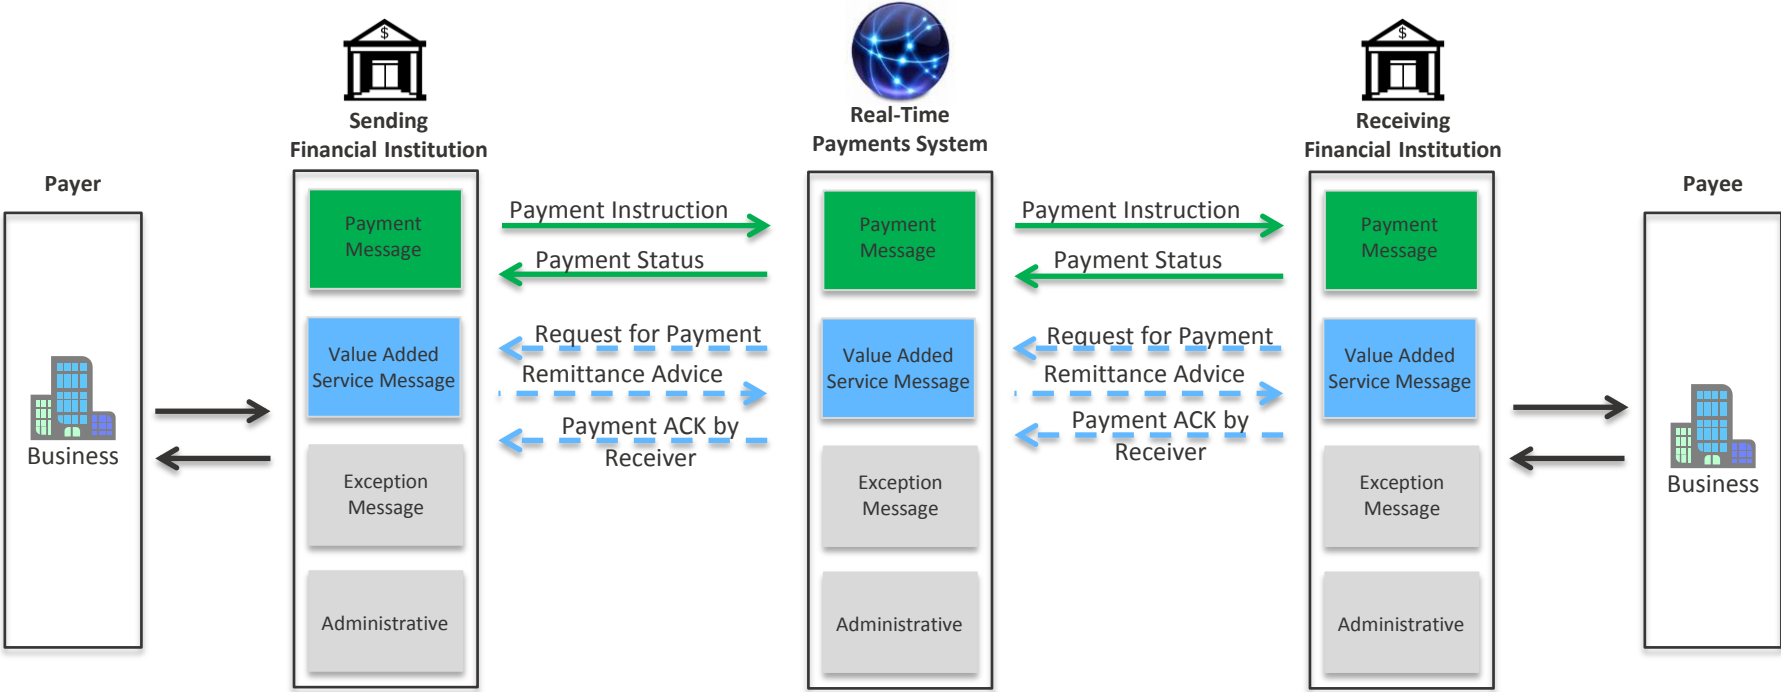 $
$
Sending
Financial Institution
Real-Time
Payments System
Receiving
Financial Institution
Payer
Payee
Payment
Message
Payment Instruction
Payment Status
Payment
Message
Payment Instruction
Payment Status
Payment
Message
Value Added
Service Message
Request for Payment
Remittance Advice
Payment ACK by
Receiver
Value Added
Service Message
Request for Payment
Remittance Advice
Payment ACK by
Receiver
Value Added
Service Message
Business
Business
Exception
Message
Exception
Message
Exception
Message
Administrative
Administrative
Administrative